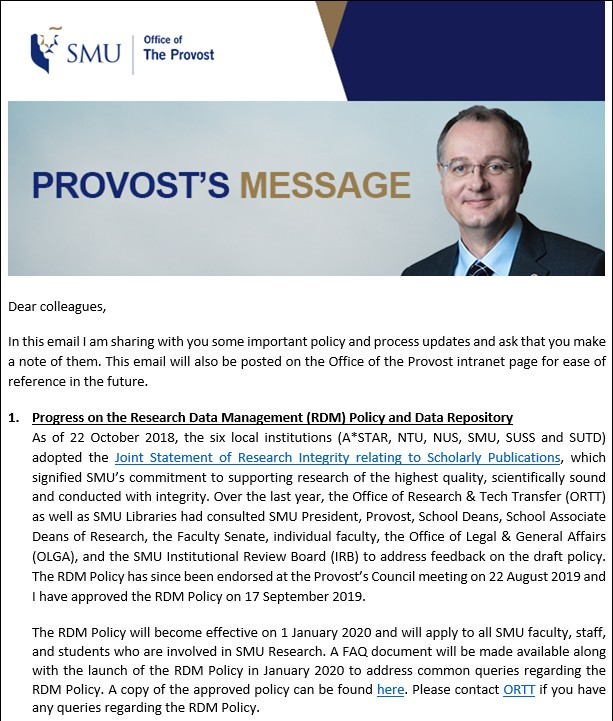 SMU
Office of
The Provost
PROVOST'S MESSAGE
Dear colleagues,
In this email I am sharing with you some important policy and process updates and ask that you make
a note of them. This email will also be posted on the Office of the Provost intranet page for ease of
reference in the future.
1. Progress on the Research Data Management (RDM) Policy and Data Repository
As of 22 October 2018, the six local institutions (A*STAR, NTU, NUS, SMU, SUSS and SUTD)
adopted the Joint Statement of Research Integrity relating to Scholarly Publications, which
signified SMU's commitment to supporting research of the highest quality, scientifically sound
and conducted with integrity. Over the last year, the Office of Research & Tech Transfer (ORTT)
as well as SMU Libraries had consulted SMU President, Provost, School Deans, School Associate
Deans of Research, the Faculty Senate, individual faculty, the Office of Legal & General Affairs
(OLGA), and the SMU Institutional Review Board (IRB) to address feedback on the draft policy.
The RDM Policy has since been endorsed at the Provost's Council meeting on 22 August 2019 and
I have approved the RDM Policy on 17 September 2019.
The RDM Policy will become effective on 1 January 2020 and will apply to all SMU faculty, staff,
and students who are involved in SMU Research. A FAQ document will be made available along
with the launch of the RDM Policy in January 2020 to address common queries regarding the
RDM Policy. A copy of the approved policy can be found here. Please contact ORTT if you have
any queries regarding the RDM Policy.